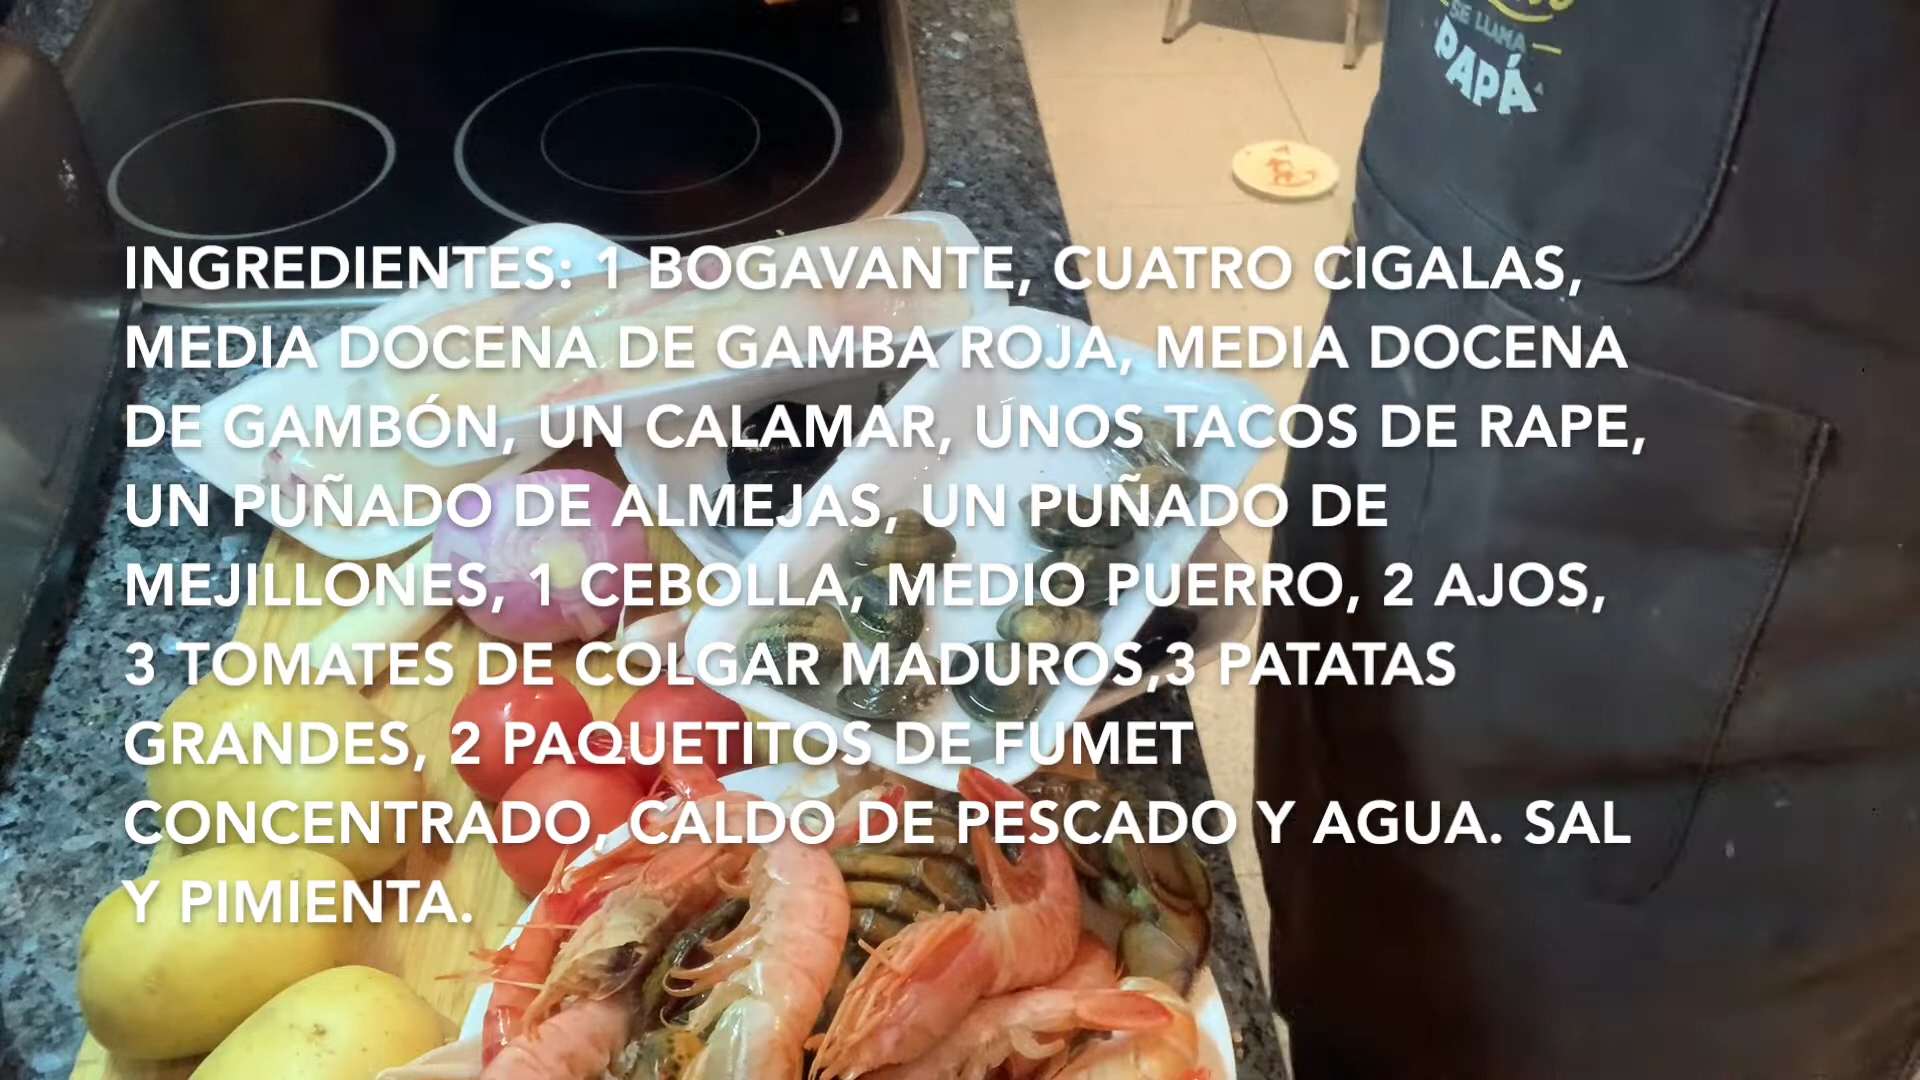 SE LLAMA
PAPÁ
INGREDIENTES: 1 BOGAVANTE, CUATRO CIGALAS,
MEDIA DOCENA DE GAMBA ROJA, MEDIA DOCENA
DE GAMBÓN, UN CALAMAR, UNOS TACOS DE RAPE,
UN PUÑADO DE ALMEJAS, UN PUÑADO DE
MEJILLONES, 1 CEBOLLA, MEDIO PUERRO, 2 AJOS,
3 TOMATES DE COLGAR MADUROS,3 PATATAS
GRANDES, 2 PAQUETITOS DE FUMET
CONCENTRADO, CALDO DE PESCADO Y AGUA. SAL
Y PIMIENTA.